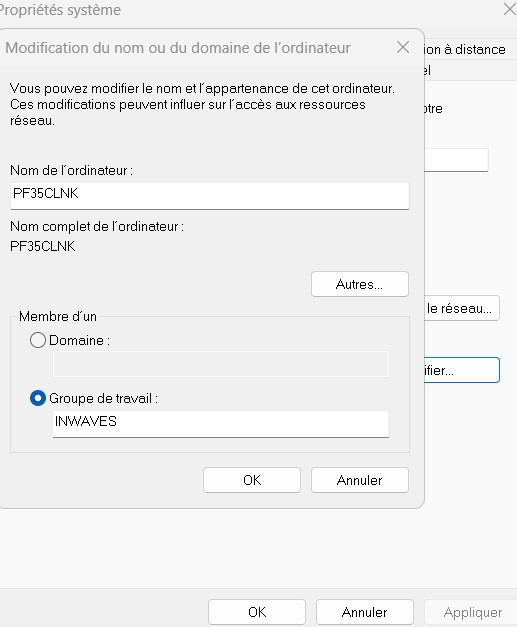 Propriétés système
Modification du nom ou du domaine de l'ordinateur
ion à distance
el
Vous pouvez modifier le nom et l'appartenance de cet ordinateur.
Ces modifications peuvent influer sur l'accès aux ressources
réseau.
otre
Nom de l'ordinateur :
PF35CLNK
Nom complet de l'ordinateur :
PF35CLNK
Autres...
le réseau...
Membre d'un
Domaine :
ifier...
Groupe de travail :
INWAVES
OK
Annuler
OK
Annuler
Appliquer